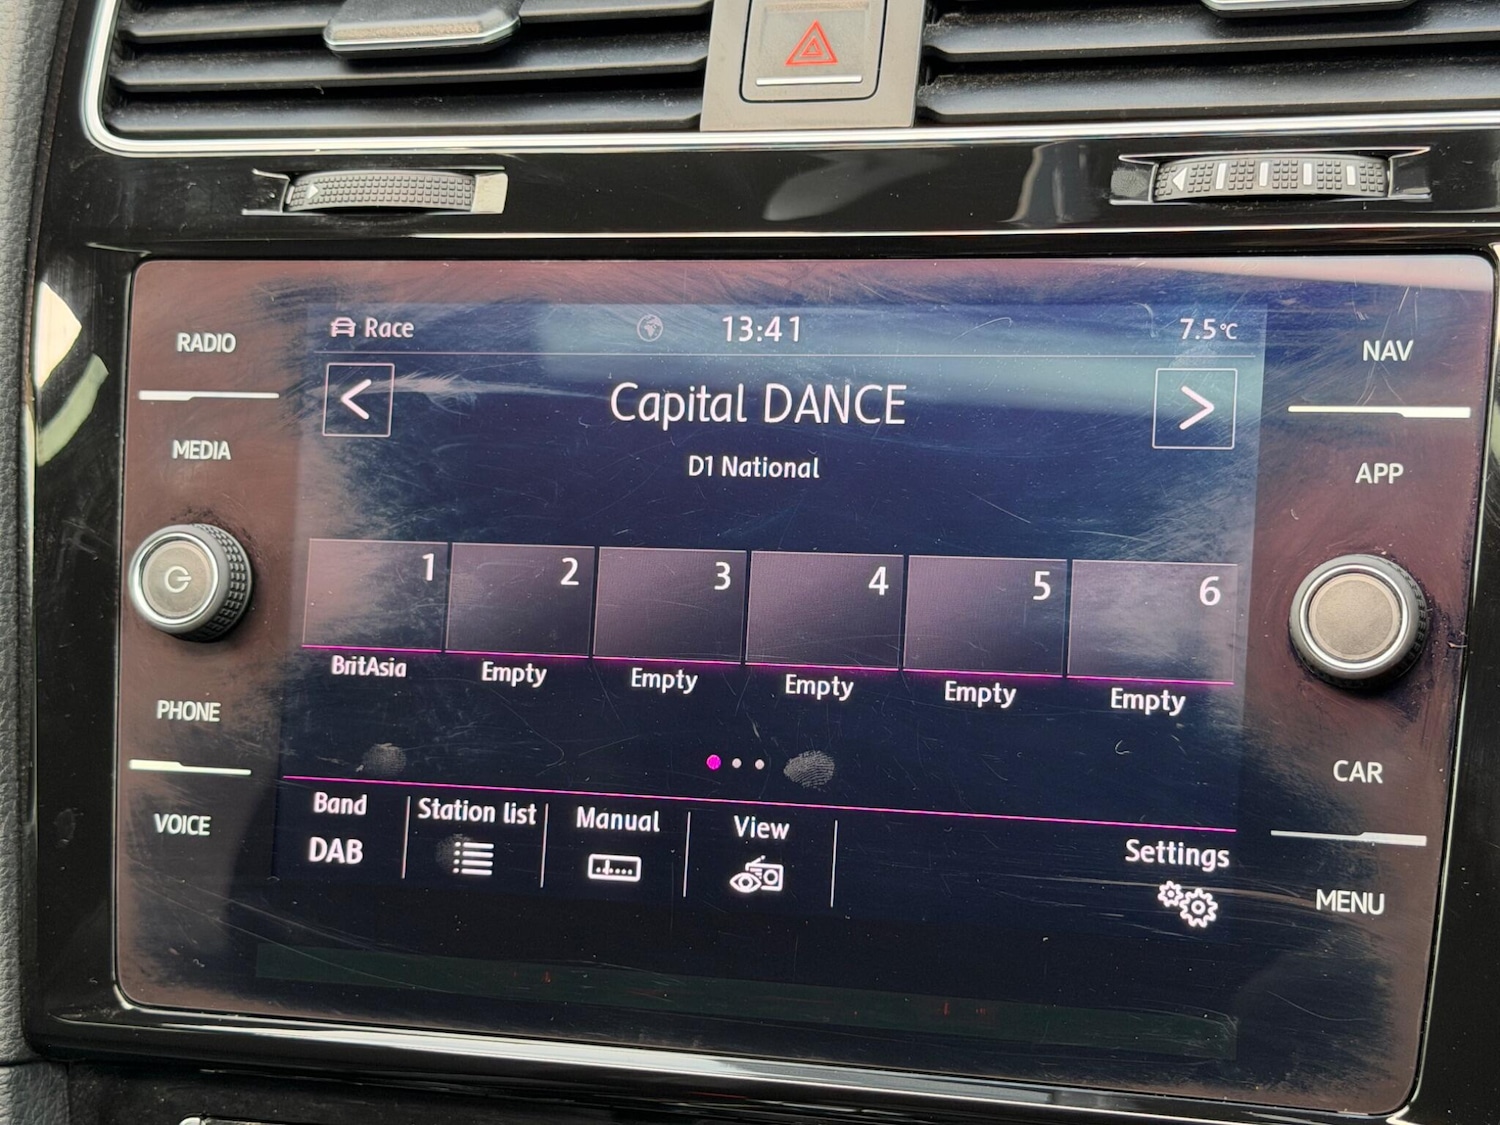 RADIO
MEDIA
PHONE
VOICE
Race
13:41
7.5°C
Capital DANCE
D1 National
1
2
3
4
5
6
BritAsia
Empty
Empty
Empty
Empty
Empty
Band
DAB
Station list
Manual
View
Settings
NAV
APP
CAR
MENU